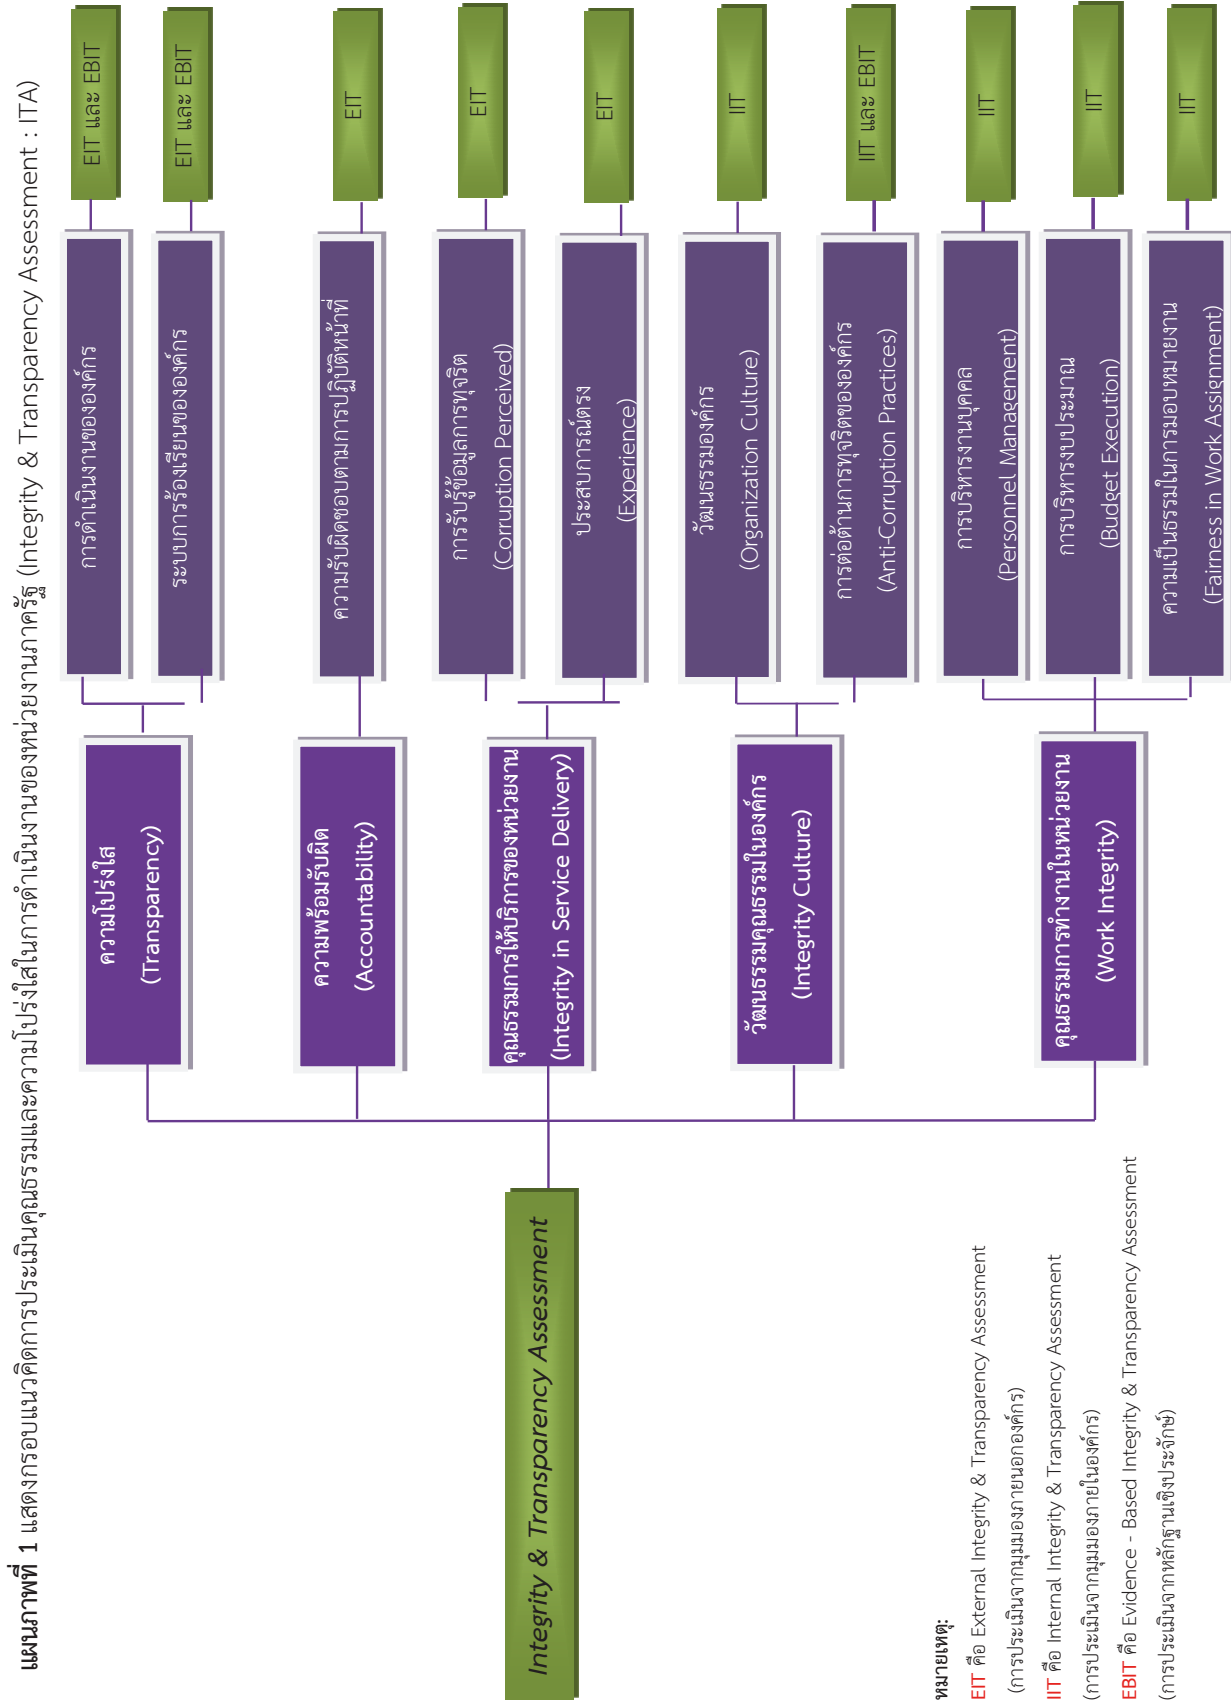 แผนภาพที่ 1 แสดงกรอบแนวคิดการประเมินคุณธรรมและความโปร่งใสในการดำเนินงานของหน่วยงานภาครัฐ (Integrity & Transparency Assessment : ITA)
Integrity & Transparency Assessment
ความโปร่งใส
(Transparency)
การดำเนินงานขององค์กร
EIT และ EBIT
ระบบการร้องเรียนขององค์กร
EIT และ EBIT
ความพร้อมรับผิด
(Accountability)
ความรับผิดชอบตามการปฏิบัติหน้าที่
EIT
คุณธรรมการให้บริการของหน่วยงาน
(Integrity in Service Delivery)
การรับรู้ข้อมูลการทุจริต
(Corruption Perceived)
EIT
ประสบการณ์ตรง
(Experience)
EIT
วัฒนธรรมคุณธรรมในองค์กร
(Integrity Culture)
วัฒนธรรมองค์กร
(Organization Culture)
IIT
การต่อต้านการทุจริตขององค์กร
(Anti-Corruption Practices)
IIT และ EBIT
คุณธรรมการทำงานในหน่วยงาน
(Work Integrity)
การบริหารงานบุคคล
(Personnel Management)
IIT
การบริหารงบประมาณ
(Budget Execution)
IIT
ความเป็นธรรมในการมอบหมายงาน
(Fairness in Work Assignment)
IIT
หมายเหตุ:
EIT คือ External Integrity & Transparency Assessment
(การประเมินจากมุมมองภายนอกองค์กร)
IIT คือ Internal Integrity & Transparency Assessment
(การประเมินจากมุมมองภายในองค์กร)
EBIT คือ Evidence - Based Integrity & Transparency Assessment
(การประเมินจากหลักฐานเชิงประจักษ์)